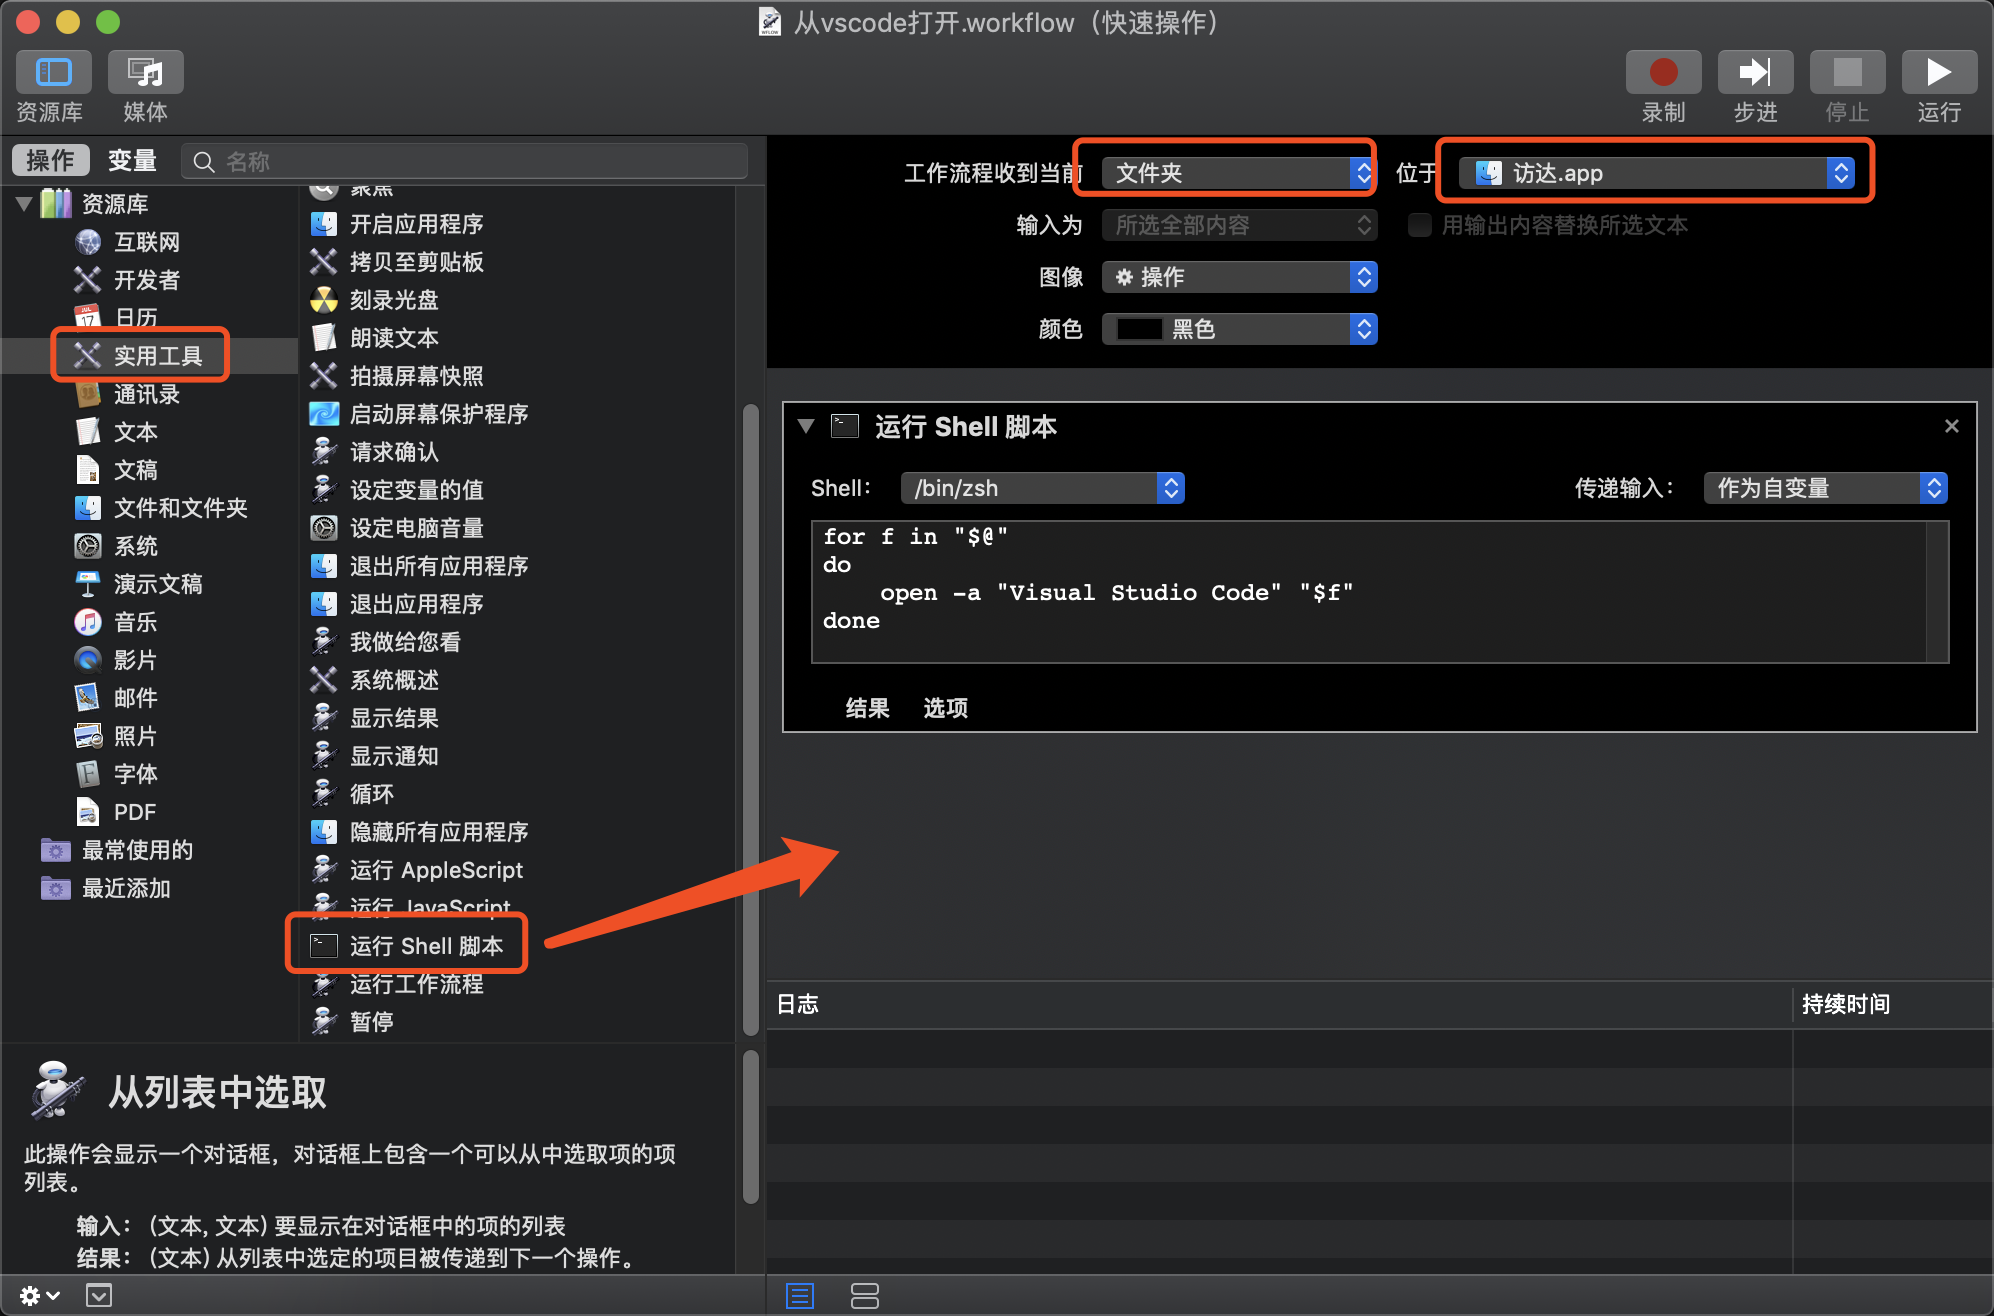 从vscode打开.workflow（快速操作）
资源库
媒体
录制
步进
停止
运行
操作
变量
名称
资源库
互联网
开发者
日历
实用工具
通讯录
文本
文稿
文件和文件夹
系统
演示文稿
音乐
影片
邮件
照片
字体
PDF
最常使用的
最近添加
聚焦
开启应用程序
拷贝至剪贴板
刻录光盘
朗读文本
拍摄屏幕快照
启动屏幕保护程序
请求确认
设定变量的值
设定电脑音量
退出所有应用程序
退出应用程序
我做给您看
系统概述
显示结果
显示通知
循环
隐藏所有应用程序
运行 AppleScript
运行 JavaScript
运行 Shell 脚本
运行工作流程
暂停
从列表中选取
此操作会显示一个对话框，对话框上包含一个可以从中选取项的项
列表。
输入： (文本, 文本) 要显示在对话框中的项的列表
结果： (文本) 从列表中选定的项目被传递到下一个操作。
工作流程收到当前 文件夹 位于 访达.app
输入为 所选全部内容 用输出内容替换所选文本
图像 操作
颜色 黑色
运行 Shell 脚本
Shell： /bin/zsh 传递输入： 作为自变量
for f in "$@"
do
open -a "Visual Studio Code" "$f"
done
结果 选项
日志 持续时间